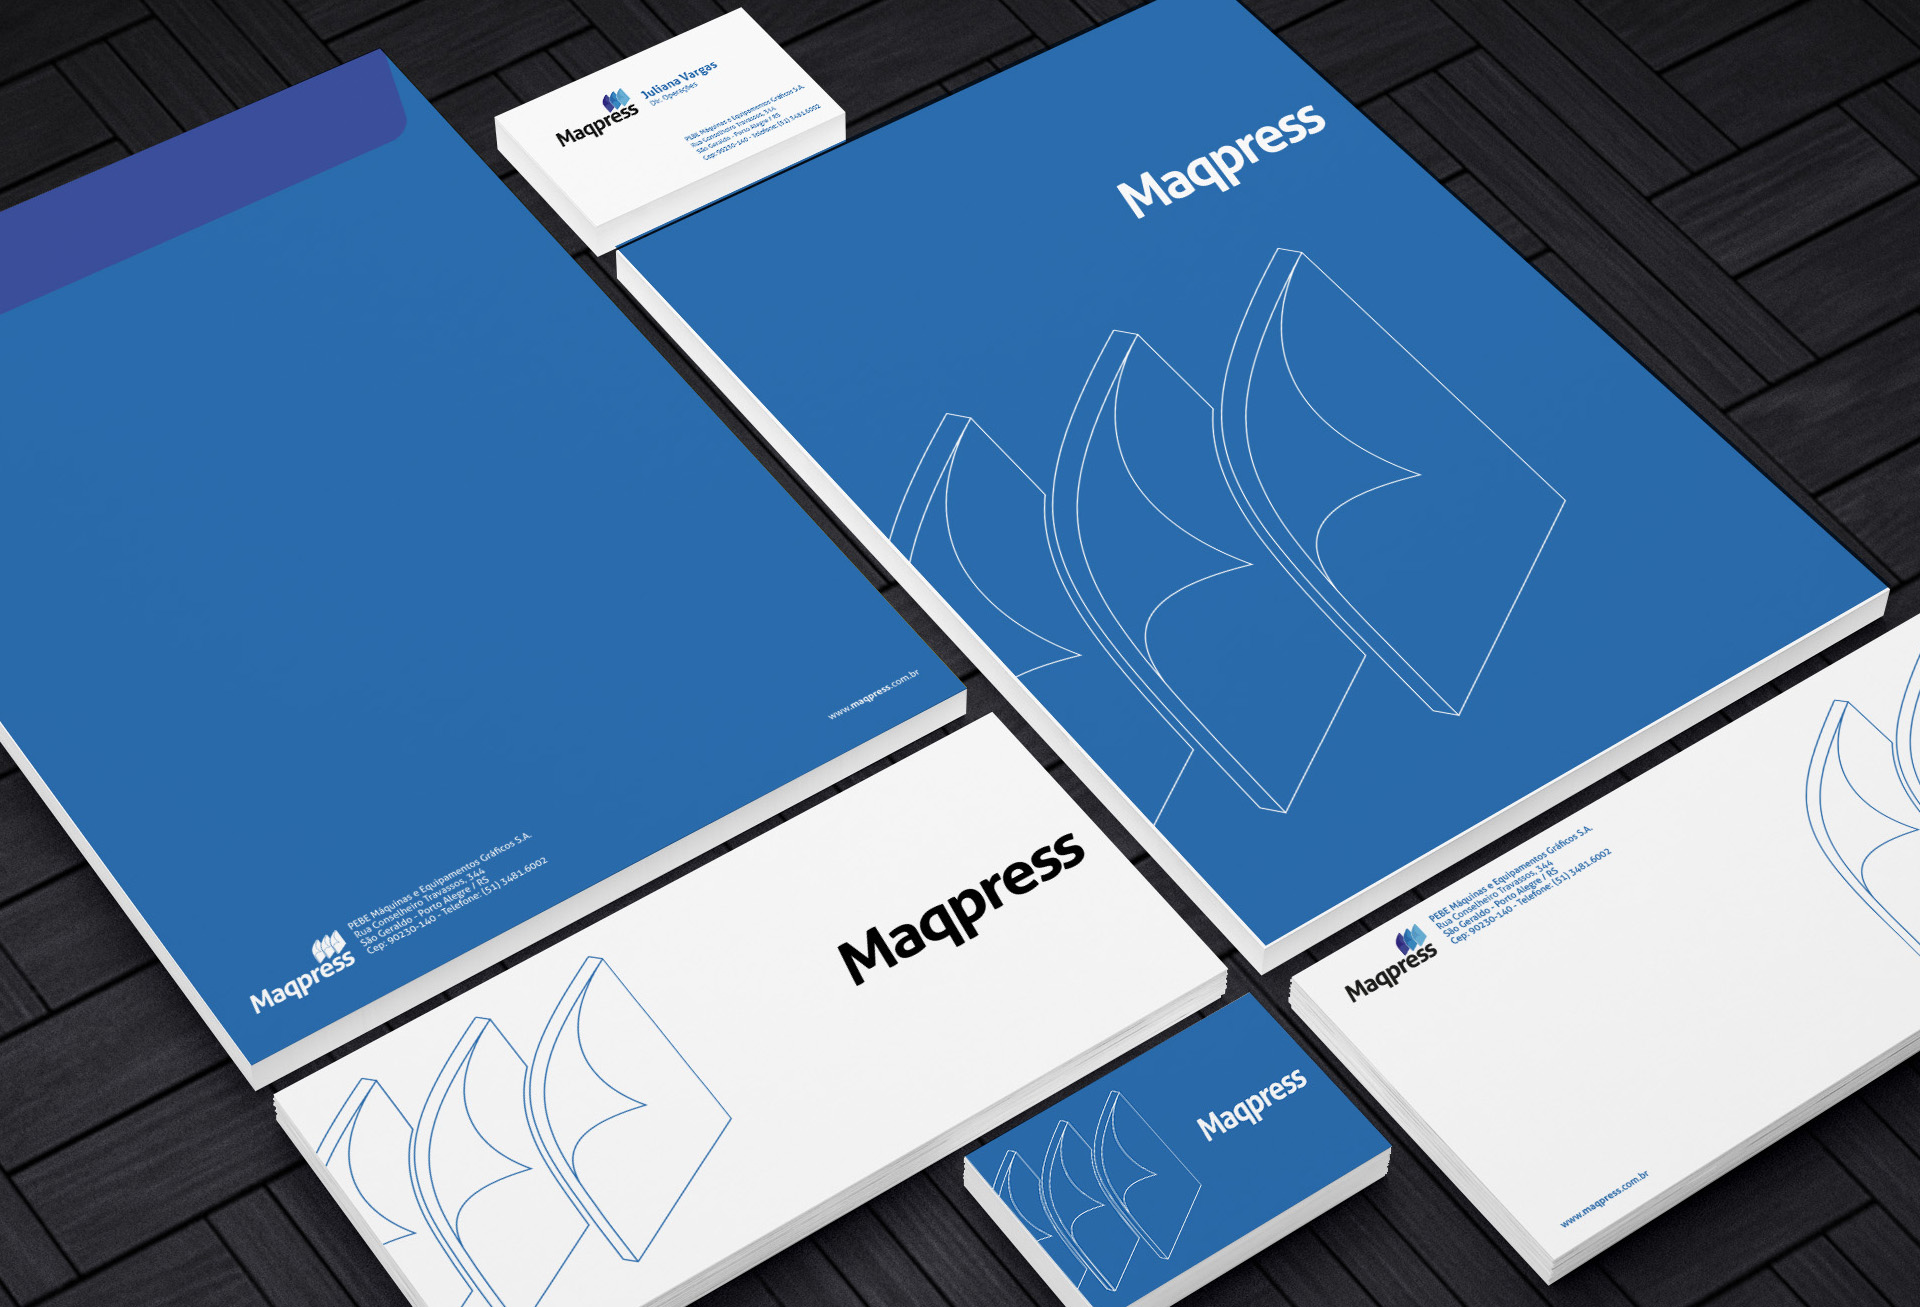 Maqpress
Juliana Vargas
Dir. Operações
PEBE Máquinas e Equipamentos Gráficos S.A.
Rua Conselheiro Travassos, 344
São Geraldo - Porto Alegre / RS
Cep: 90230-140 - Telefone: (51) 3481.6002
Maqpress
www.maqpress.com.br
Maqpress
PEBE Máquinas e Equipamentos Gráficos S.A.
Rua Conselheiro Travassos, 344
São Geraldo - Porto Alegre / RS
Cep: 90230-140 - Telefone: (51) 3481.6002
Maqpress
Maqpress
Maqpress
PEBE Máquinas e Equipamentos Gráficos S.A.
Rua Conselheiro Travassos, 344
São Geraldo - Porto Alegre / RS
Cep: 90230-140 - Telefone: (51) 3481.6002
www.maqpress.com.br